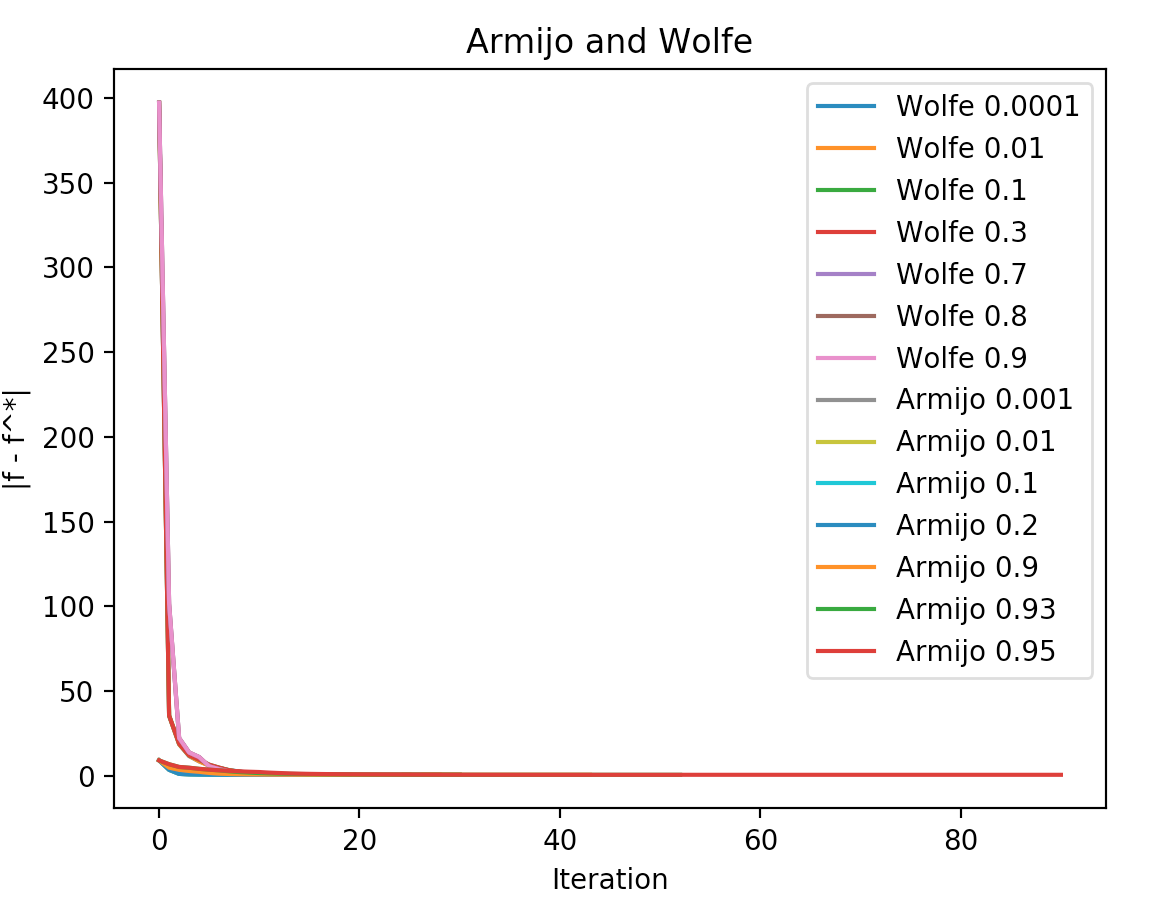 Armijo and Wolfe
|f - f^*|
400
350
300
250
200
150
100
50
0
0
20
40
60
80
Iteration
Wolfe 0.0001
Wolfe 0.01
Wolfe 0.1
Wolfe 0.3
Wolfe 0.7
Wolfe 0.8
Wolfe 0.9
Armijo 0.001
Armijo 0.01
Armijo 0.1
Armijo 0.2
Armijo 0.9
Armijo 0.93
Armijo 0.95